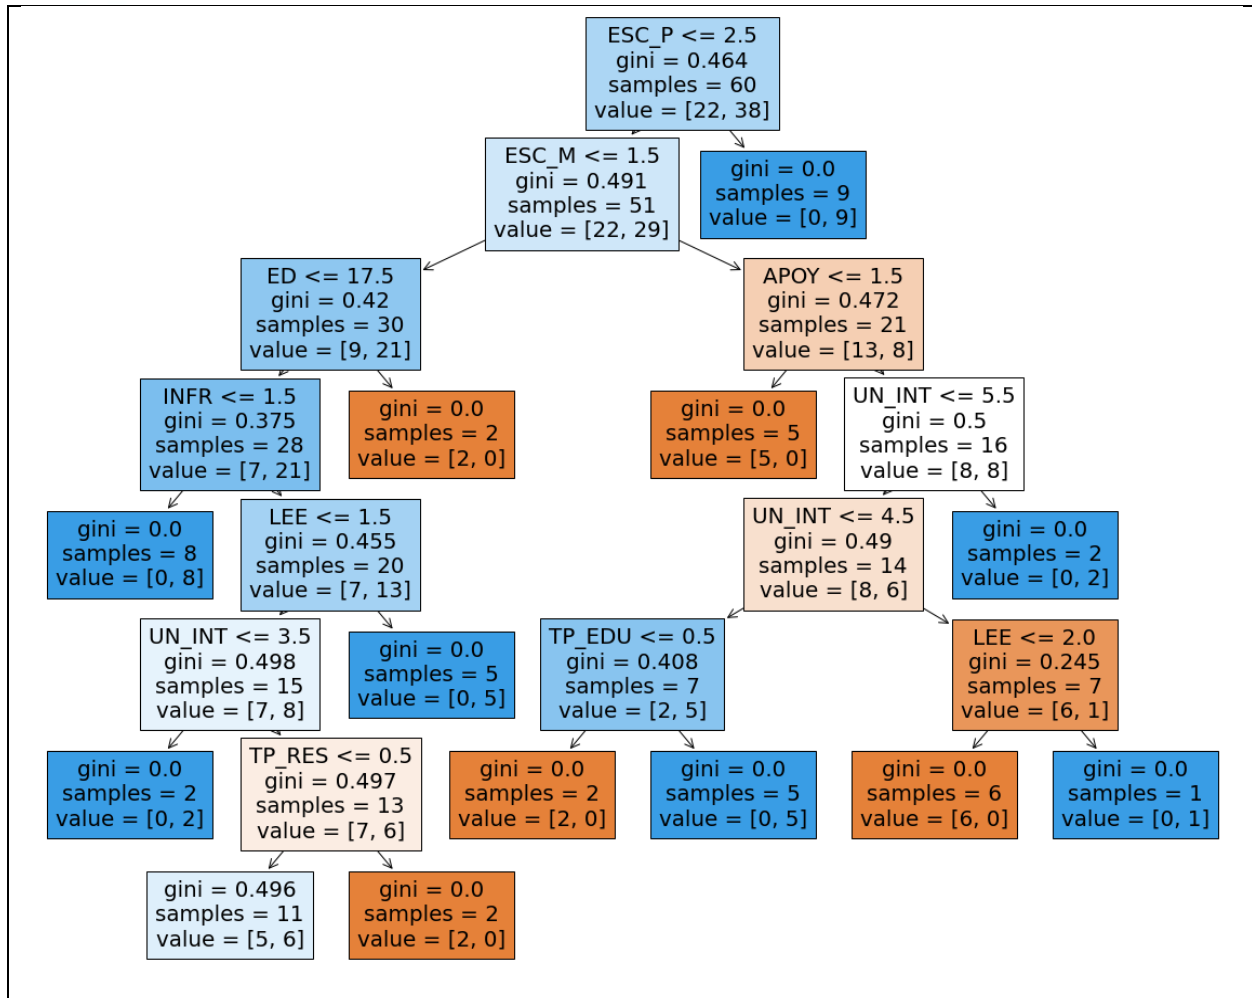 ESC_P <= 2.5
gini = 0.464
samples = 60
value = [22, 38]
ESC_M <= 1.5
gini = 0.491
samples = 51
value = [22, 29]
gini = 0.0
samples = 9
value = [0, 9]
ED <= 17.5
gini = 0.42
samples = 30
value = [9, 21]
APOY <= 1.5
gini = 0.472
samples = 21
value = [13, 8]
INFR <= 1.5
gini = 0.375
samples = 28
value = [7, 21]
gini = 0.0
samples = 2
value = [2, 0]
gini = 0.0
samples = 5
value = [5, 0]
UN_INT <= 5.5
gini = 0.5
samples = 16
value = [8, 8]
gini = 0.0
samples = 8
value = [0, 8]
LEE <= 1.5
gini = 0.455
samples = 20
value = [7, 13]
UN_INT <= 4.5
gini = 0.49
samples = 14
value = [8, 6]
gini = 0.0
samples = 2
value = [0, 2]
UN_INT <= 3.5
gini = 0.498
samples = 15
value = [7, 8]
gini = 0.0
samples = 5
value = [0, 5]
TP_EDU <= 0.5
gini = 0.408
samples = 7
value = [2, 5]
LEE <= 2.0
gini = 0.245
samples = 7
value = [6, 1]
gini = 0.0
samples = 2
value = [0, 2]
TP_RES <= 0.5
gini = 0.497
samples = 13
value = [7, 6]
gini = 0.0
samples = 2
value = [2, 0]
gini = 0.0
samples = 5
value = [0, 5]
gini = 0.0
samples = 6
value = [6, 0]
gini = 0.0
samples = 1
value = [0, 1]
gini = 0.496
samples = 11
value = [5, 6]
gini = 0.0
samples = 2
value = [2, 0]